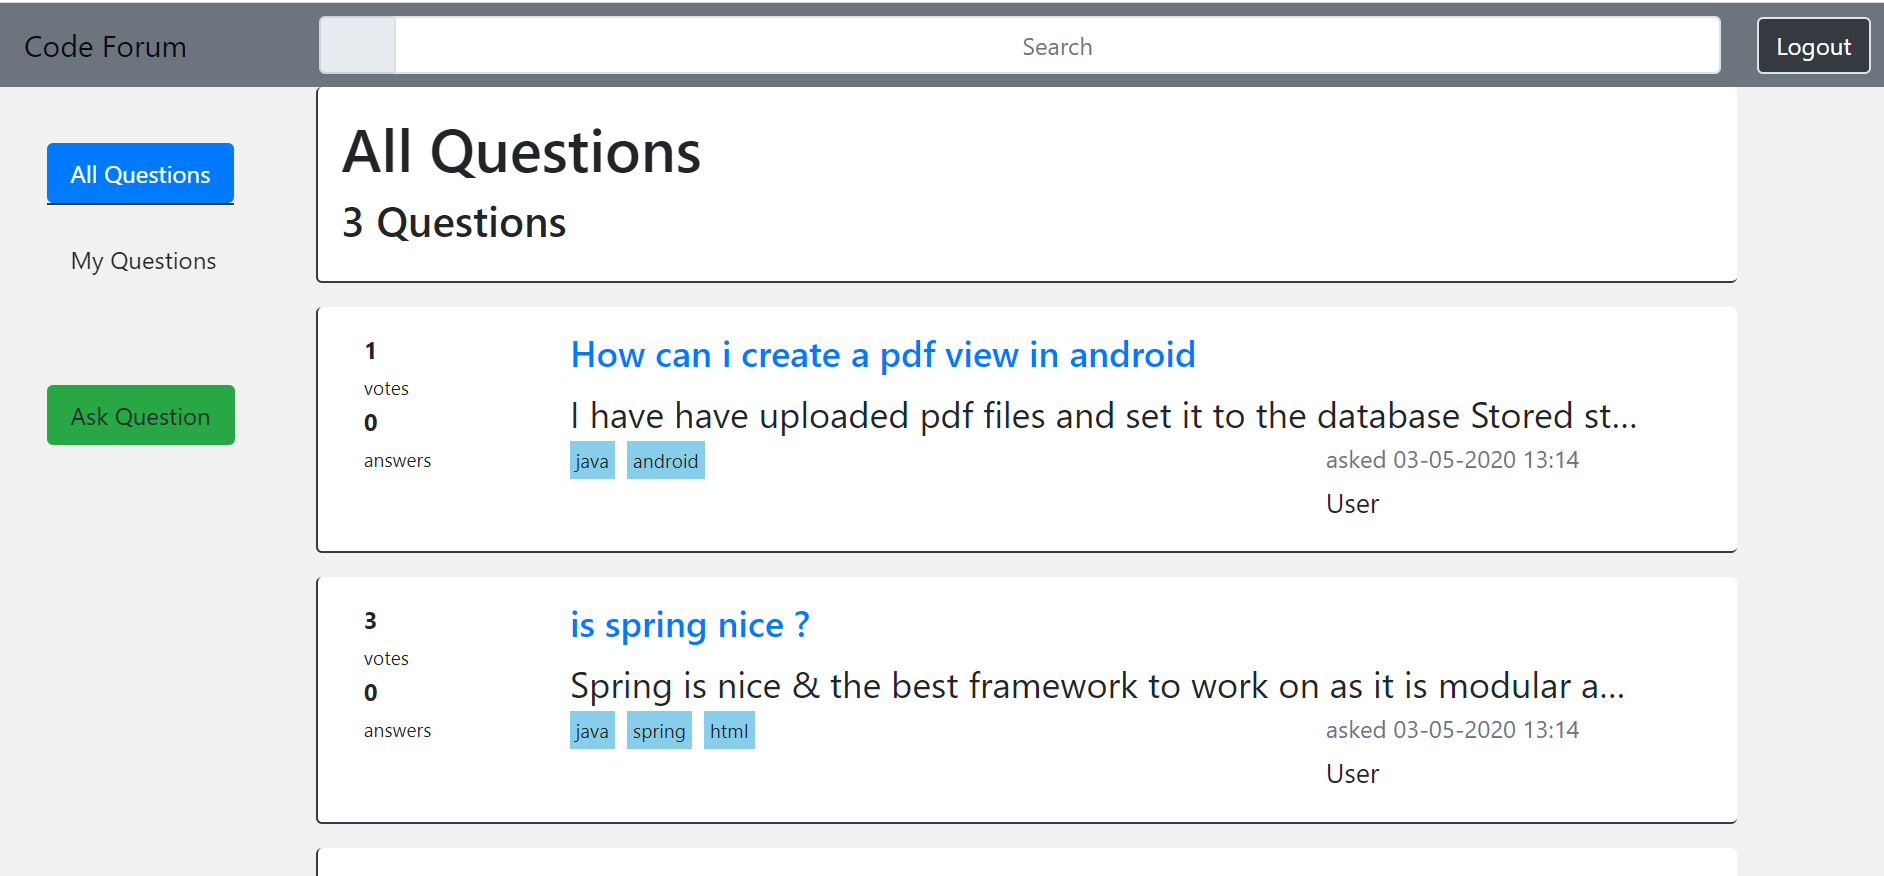 Code Forum
Search
Logout
All Questions
My Questions
Ask Question
All Questions
3 Questions
1
votes
0
answers
How can i create a pdf view in android
I have have uploaded pdf files and set it to the database Stored st...
java android
asked 03-05-2020 13:14
User
3
votes
0
answers
is spring nice ?
Spring is nice & the best framework to work on as it is modular a...
java spring html
asked 03-05-2020 13:14
User